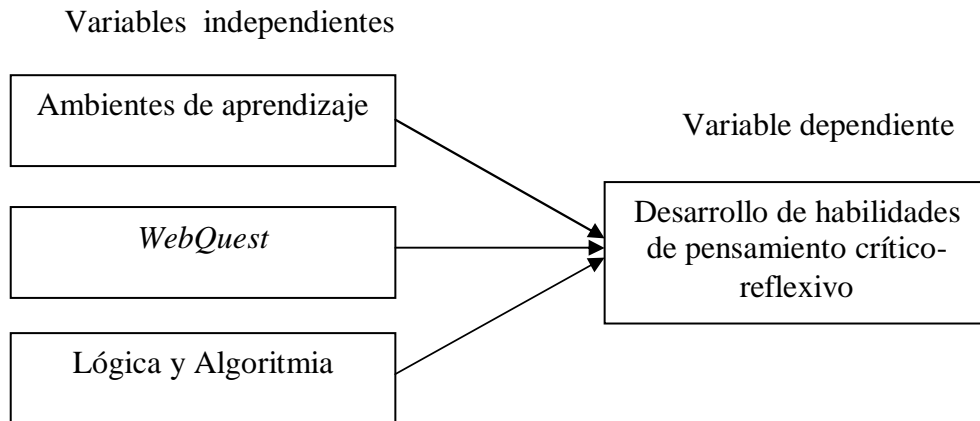 Variables independientes
Ambientes de aprendizaje
WebQuest
Lógica y Algoritmia
Variable dependiente
Desarrollo de habilidades
de pensamiento crítico-
reflexivo